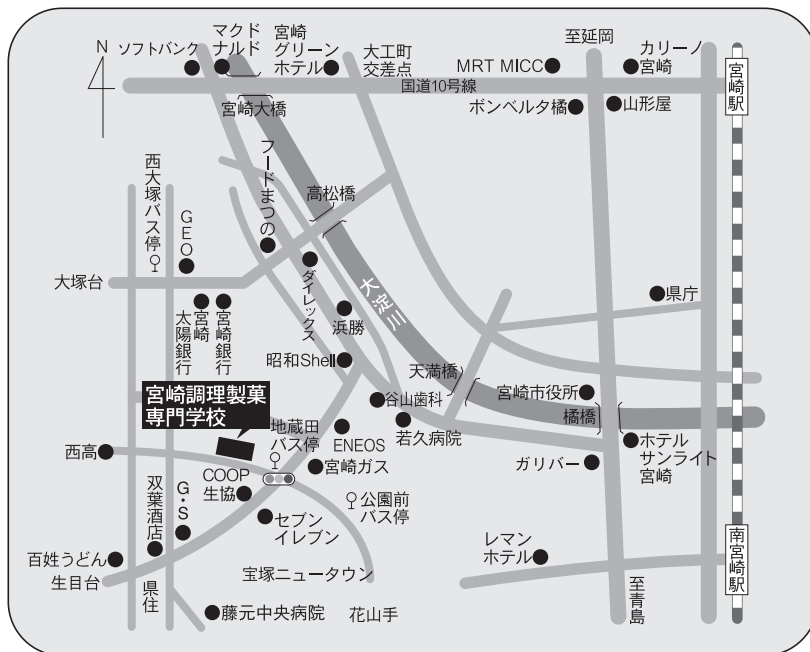 N
ソフトバンク
マクド
ナルド
宮崎
グリーン
ホテル
大工町
交差点
MRT MICC
至延岡
カリーノ
宮崎
宮崎駅
国道10号線
宮崎大橋
ボンベルタ橘
山形屋
西大塚バス停
GEO
フードまつの
高松橋
大塚台
太陽銀行
宮崎
宮崎銀行
ダイレックス
浜勝
大淀川
県庁
昭和Shell
天満橋
宮崎調理製菓
専門学校
谷山歯科
宮崎市役所
橘橋
地蔵田
バス停
ENEOS
若久病院
西高
COOP
生協
宮崎ガス
ガリバー
ホテル
サンライト
宮崎
双葉酒店
G・S
セブン
イレブン
公園前
バス停
百姓うどん
生目台
県住
宝塚ニュータウン
レマン
ホテル
南宮崎駅
藤元中央病院
花山手
至青島